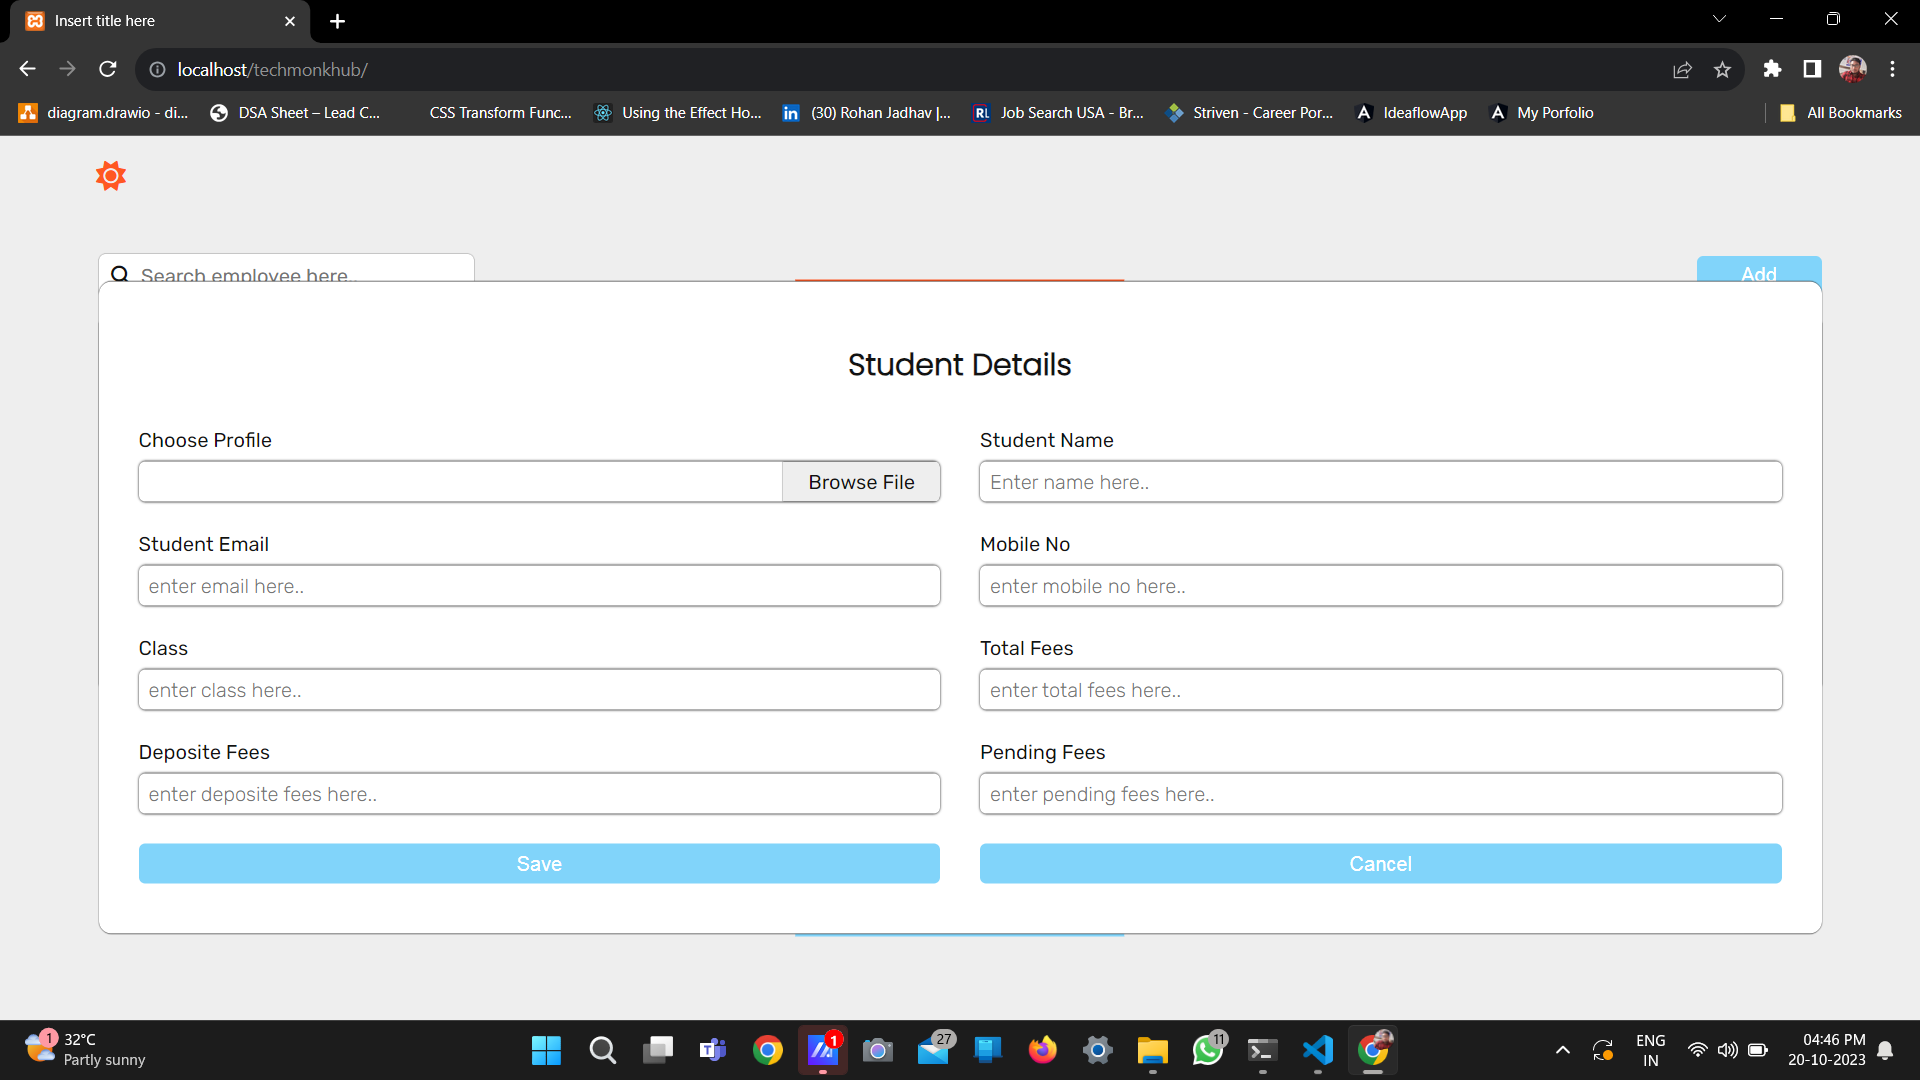 Insert title here
localhost/techmonkhub/
diagram.drawio - di...
DSA Sheet – Lead C...
CSS Transform Func...
Using the Effect Ho...
in
(30) Rohan Jadhav |...
RL
Job Search USA - Br...
Striven - Career Por...
IdeaflowApp
My Porfolio
All Bookmarks
Search employee here..
Add
Student Details
Choose Profile
Student Name
Browse File
Enter name here..
Student Email
Mobile No
enter email here..
enter mobile no here..
Class
Total Fees
enter class here..
enter total fees here..
Deposite Fees
Pending Fees
enter deposite fees here..
enter pending fees here..
Save
Cancel
1
32°C
Partly sunny
1
27
11
ENG
IN
04:46 PM
20-10-2023